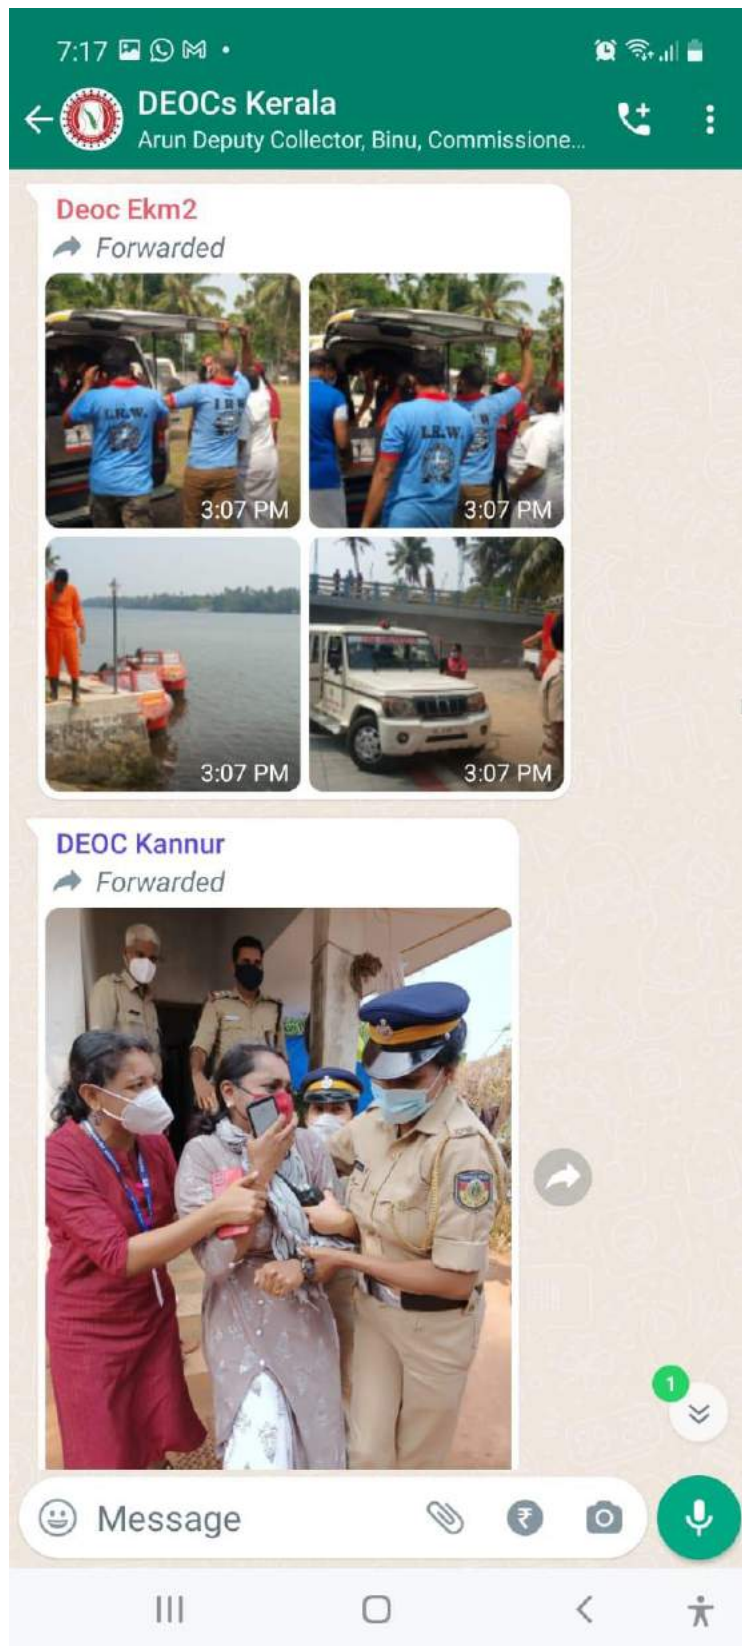 7:17
DEOCs Kerala
Arun Deputy Collector, Binu, Commissione...
Deoc Ekm2
Forwarded
I.R.W.
I R W
3:07 PM
I.R.W.
W
3:07 PM
3:07 PM
3:07 PM
DEOC Kannur
Forwarded
1
Message
₹